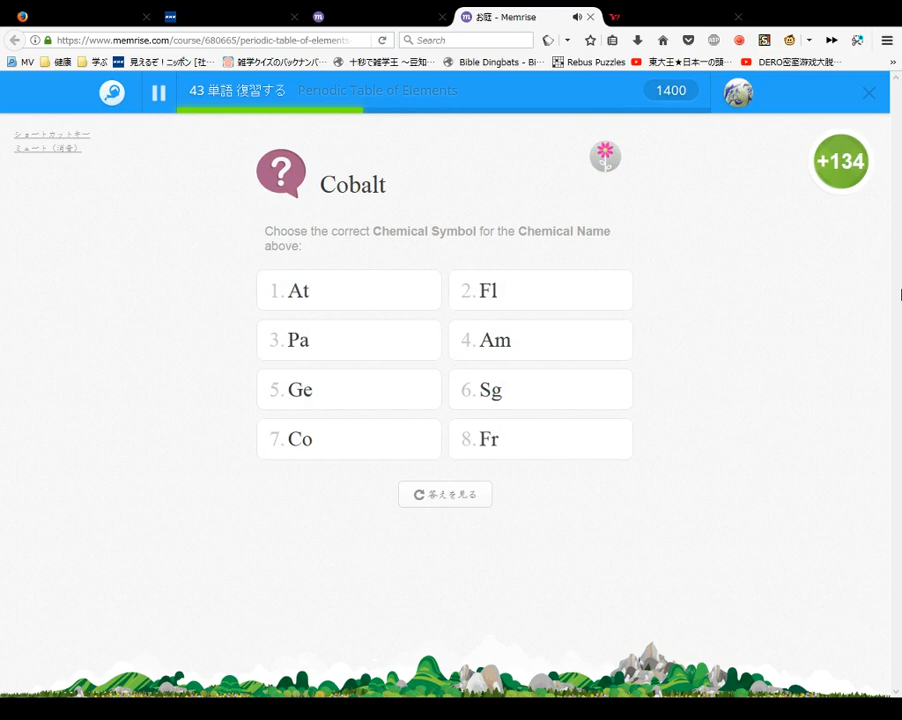 お庭 - Memrise
https://www.memrise.com/course/680665/periodic-table-of-elements-
Search
MV
健康
学ぶ
見えるぞ！ニッポン [社…
雑学クイズのバックナンバ…
十秒で雑学王 〜豆知…
Bible Dingbats - Bi…
Rebus Puzzles
東大王★日本一の頭…
DERO密室游戏大脱…
43 単語 復習する Periodic Table of Elements
1400
ショートカットキー
ミュート（消音）
+134
Cobalt
Choose the correct Chemical Symbol for the Chemical Name
above:
1. At
2. Fl
3. Pa
4. Am
5. Ge
6. Sg
7. Co
8. Fr
答えを見る